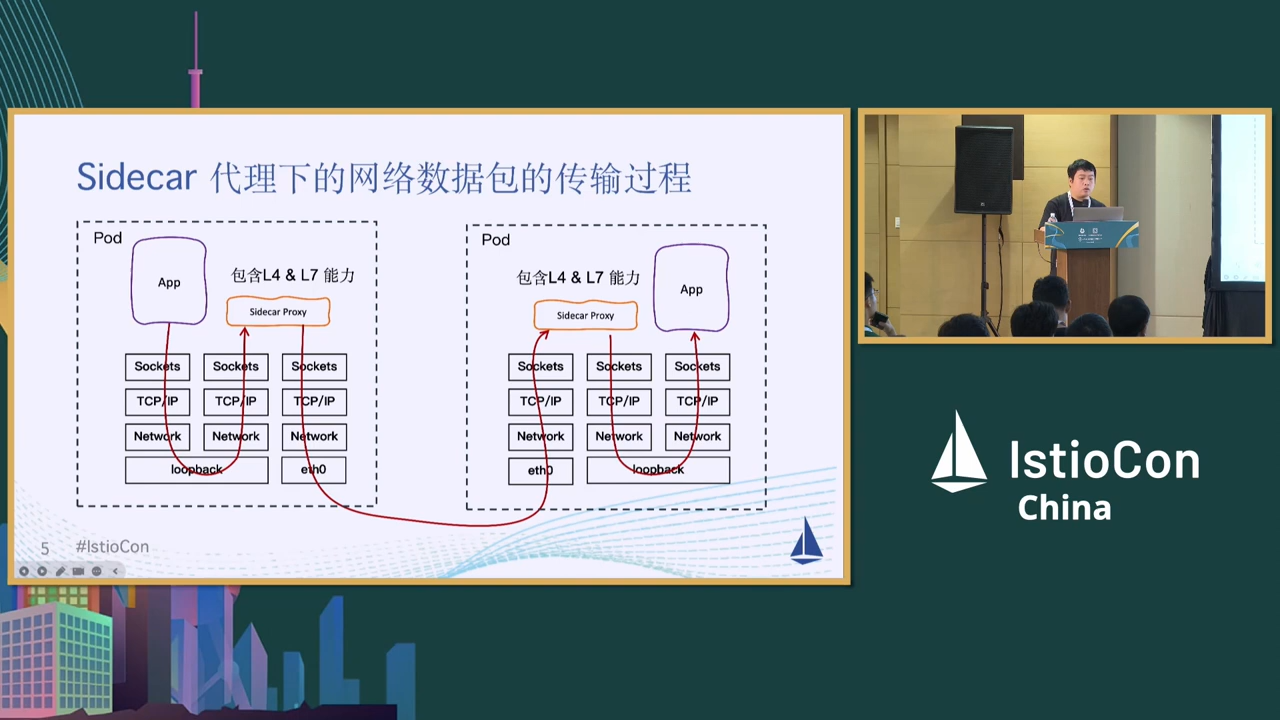 Sidecar 代理下的网络数据包的传输过程
Pod
App
包含L4 & L7 能力
Sidecar Proxy
Sockets
Sockets
Sockets
TCP/IP
TCP/IP
TCP/IP
Network
Network
Network
loopback
eth0
Pod
包含L4 & L7 能力
App
Sidecar Proxy
Sockets
Sockets
Sockets
TCP/IP
TCP/IP
TCP/IP
Network
Network
Network
eth0
loopback
5
#IstioCon
IstioCon
China